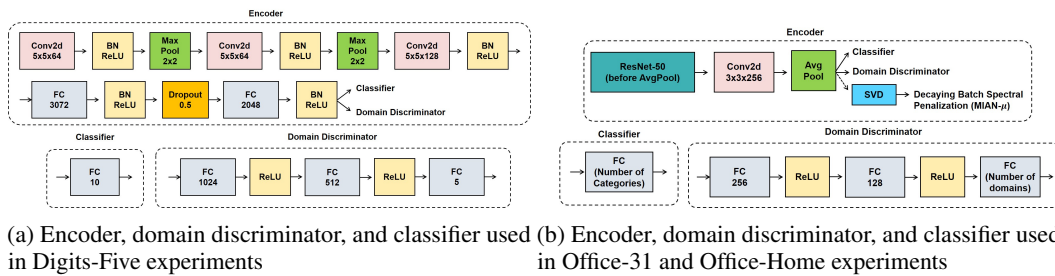 Encoder
Conv2d
5x5x64
BN
ReLU
Max
Pool
2x2
Conv2d
5x5x64
BN
ReLU
Max
Pool
2x2
Conv2d
5x5x128
BN
ReLU
FC
3072
BN
ReLU
Dropout
0.5
FC
2048
BN
ReLU
Classifier
Domain Discriminator
Classifier
FC
10
Domain Discriminator
FC
1024
ReLU
FC
512
ReLU
FC
5
(a) Encoder, domain discriminator, and classifier used
in Digits-Five experiments
Encoder
ResNet-50
(before AvgPool)
Conv2d
3x3x256
Avg
Pool
Classifier
Domain Discriminator
SVD
Decaying Batch Spectral
Penalization (MIAN-μ)
Classifier
FC
(Number of
Categories)
Domain Discriminator
FC
256
ReLU
FC
128
ReLU
FC
(Number of
domains)
(b) Encoder, domain discriminator, and classifier used
in Office-31 and Office-Home experiments